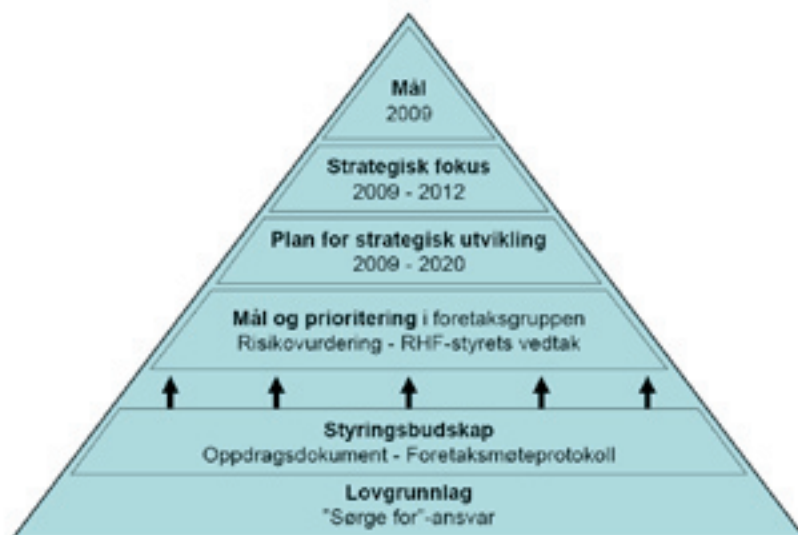 Mål
2009
Strategisk fokus
2009 - 2012
Plan for strategisk utvikling
2009 - 2020
Mål og prioritering i foretaksgruppen
Risikovurdering - RHF-styrets vedtak
Styringsbudskap
Oppdragsdokument - Foretaksmøteprotokoll
Lovgrunnlag
"Sørge for"-ansvar